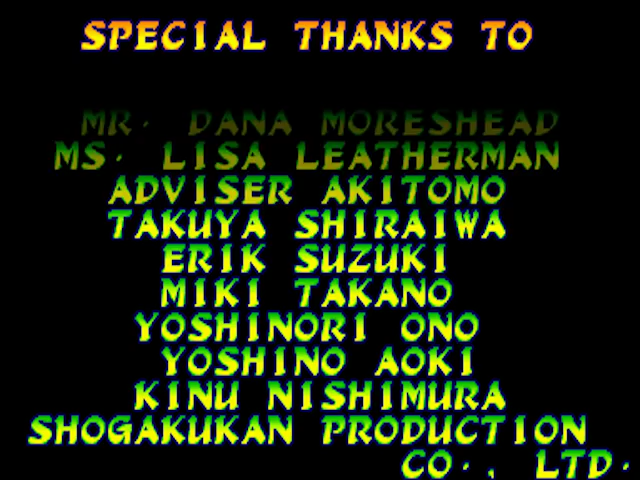 SPECIAL THANKS TO
MR. DANA MORESHEAD
MS. LISA LEATHERMAN
ADVISER AKITOMO
TAKUYA SHIRAIWA
ERIK SUZUKI
MIKI TAKANO
YOSHINORI ONO
YOSHINO AOKI
KINU NISHIMURA
SHOGAKUKAN PRODUCTION
CO., LTD.